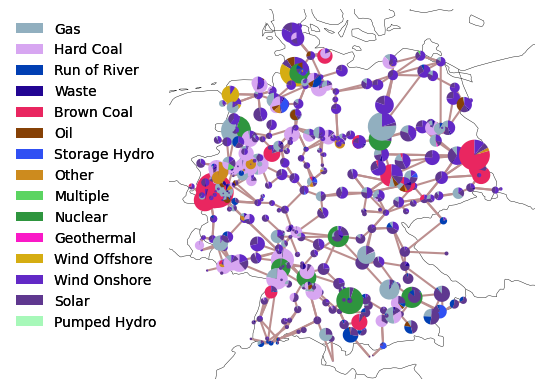 Gas
Hard Coal
Run of River
Waste
Brown Coal
Oil
Storage Hydro
Other
Multiple
Nuclear
Geothermal
Wind Offshore
Wind Onshore
Solar
Pumped Hydro